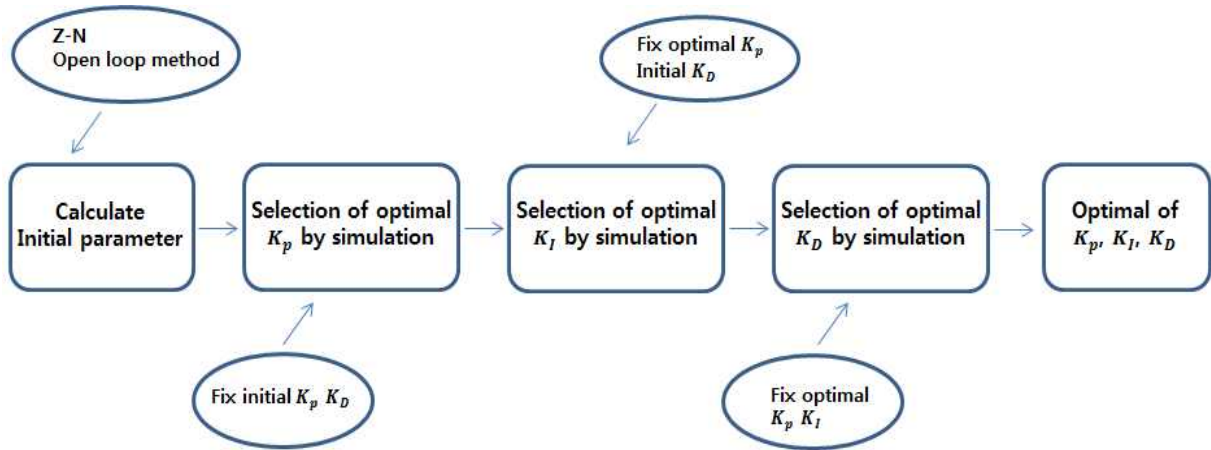 Z-N
Open loop method
Fix optimal K_p
Initial K_D
Calculate
Initial parameter
Selection of optimal
K_p by simulation
Selection of optimal
K_I by simulation
Selection of optimal
K_D by simulation
Optimal of
K_p, K_I, K_D
Fix initial K_p K_D
Fix optimal
K_p K_I